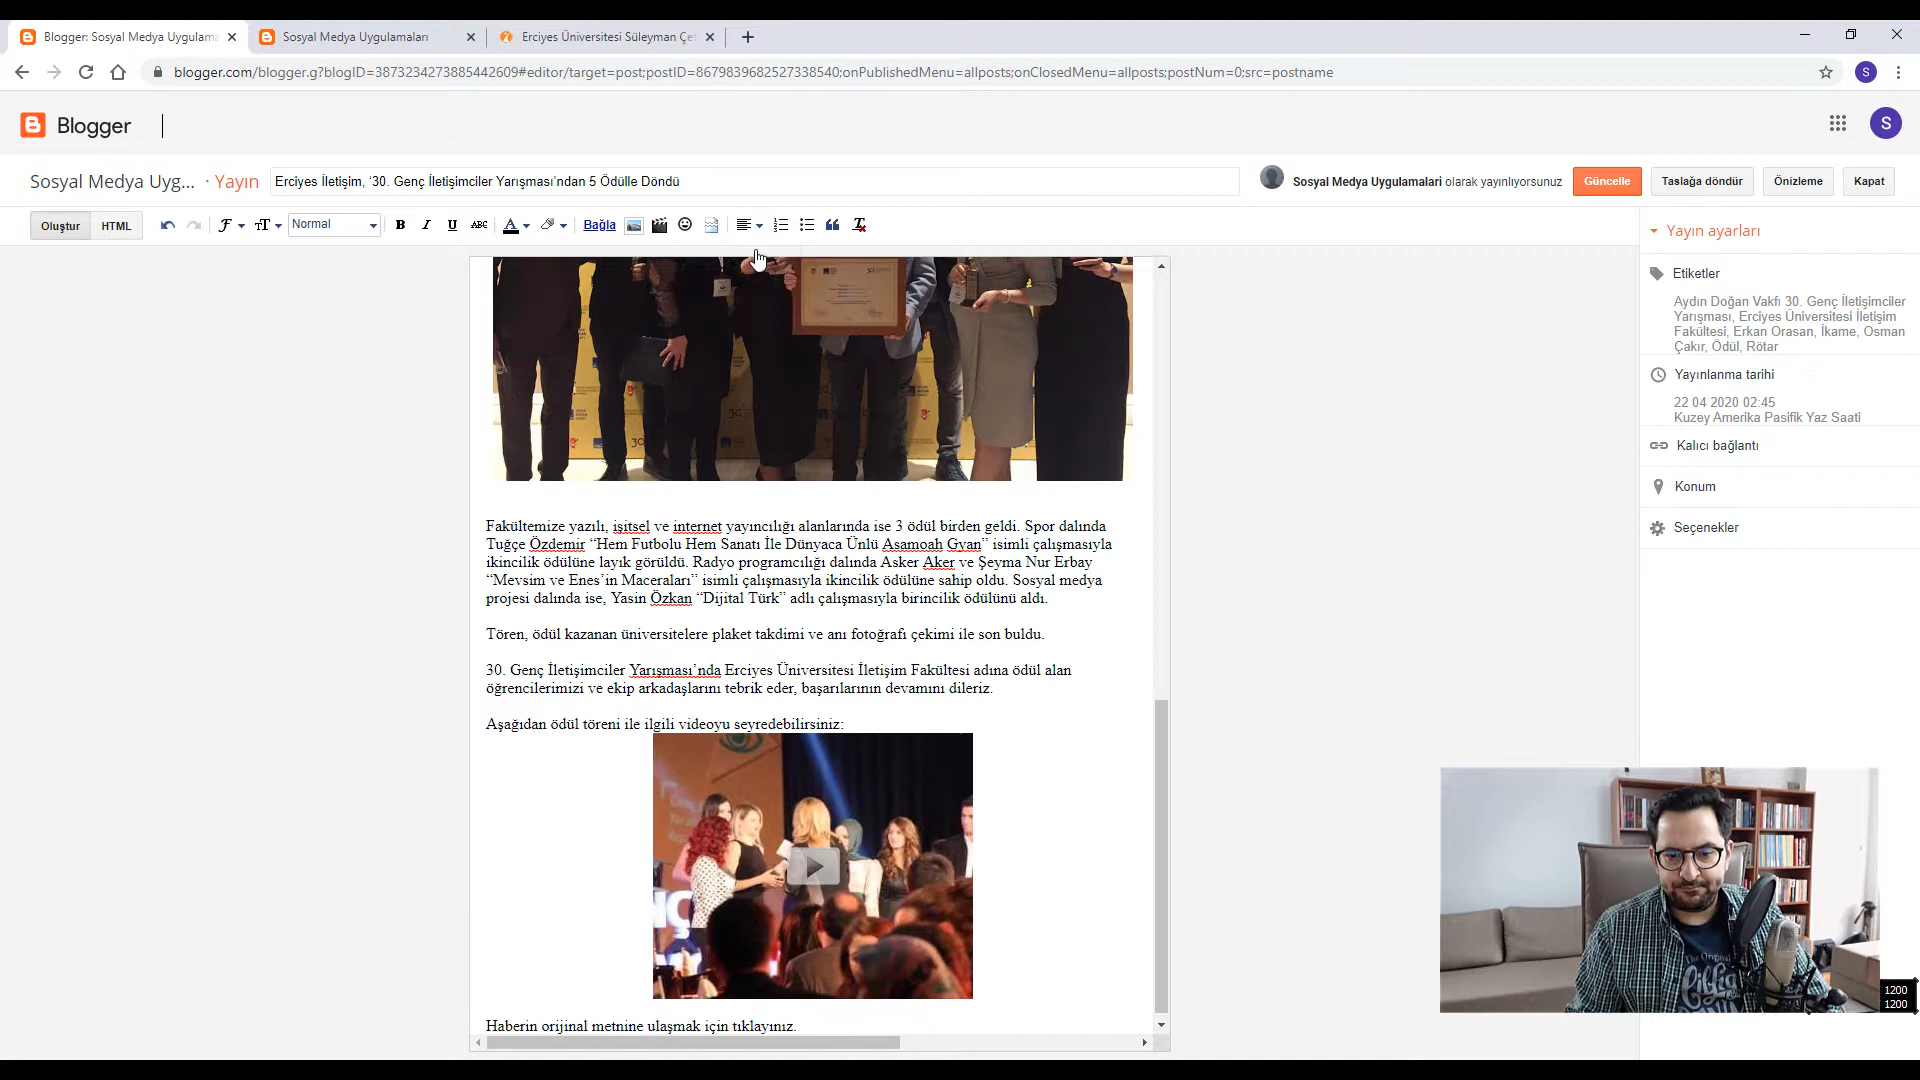 Blogger: Sosyal Medya Uygulama
Sosyal Medya Uygulamaları
Erciyes Üniversitesi Süleyman Çet
blogger.com/blogger.g?blogID=3873234273885442609#editor/target=post;postID=8679839682527338540;onPublishedMenu=allposts;onClosedMenu=allposts;postNum=0;src=postname
S
Blogger
S
Sosyal Medya Uyg... · Yayın
Erciyes İletişim, ‘30. Genç İletişimciler Yarışması’ndan 5 Ödülle Döndü
Sosyal Medya Uygulamalari olarak yayınlıyorsunuz
Güncelle
Taslağa döndür
Önizleme
Kapat
Oluştur
HTML
Normal
B I U ABC A
Bağla
Yayın ayarları
Etiketler
Aydın Doğan Vakfı 30. Genç İletişimciler
Yarışması, Erciyes Üniversitesi İletişim
Fakültesi, Erkan Orasan, İkame, Osman
Çakır, Ödül, Rötar
Yayınlanma tarihi
22 04 2020 02:45
Kuzey Amerika Pasifik Yaz Saati
Kalıcı bağlantı
Konum
Seçenekler
Fakültemize yazılı, işitsel ve internet yayıncılığı alanlarında ise 3 ödül birden geldi. Spor dalında
Tuğçe Özdemir “Hem Futbolu Hem Sanatı İle Dünyaca Ünlü Asamoah Gyan” isimli çalışmasıyla
ikincilik ödülüne layık görüldü. Radyo programcılığı dalında Asker Aker ve Şeyma Nur Erbay
“Mevsim ve Enes’in Maceraları” isimli çalışmasıyla ikincilik ödülüne sahip oldu. Sosyal medya
projesi dalında ise, Yasin Özkan “Dijital Türk” adlı çalışmasıyla birincilik ödülünü aldı.
Tören, ödül kazanan üniversitelere plaket takdimi ve anı fotoğrafı çekimi ile son buldu.
30. Genç İletişimciler Yarışması’nda Erciyes Üniversitesi İletişim Fakültesi adına ödül alan
öğrencilerimizi ve ekip arkadaşlarını tebrik eder, başarılarının devamını dileriz.
Aşağıdan ödül töreni ile ilgili videoyu seyredebilirsiniz:
Haberin orijinal metnine ulaşmak için tıklayınız.
The Original
1200
1200